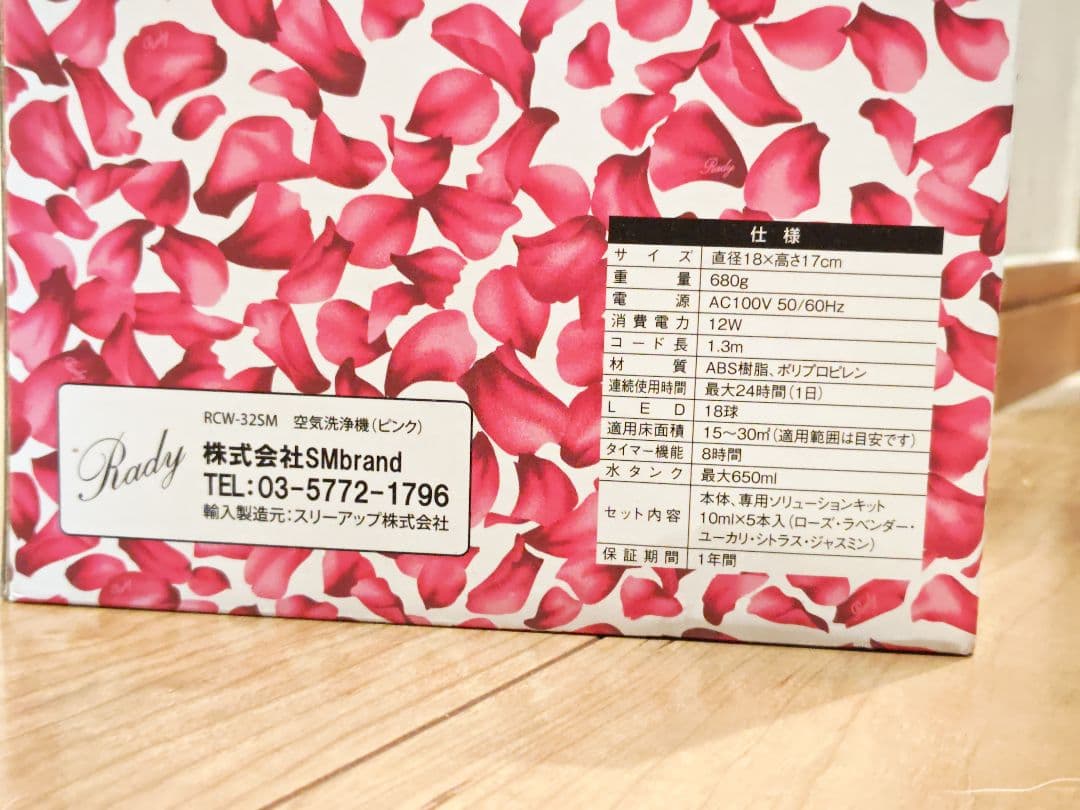 Rady
Rady
RCW-32SM 空気洗浄機(ピンク)
Rady
株式会社SMbrand
TEL:03-5772-1796
輸入製造元:スリーアップ株式会社
仕様
サイズ 直径18×高さ17cm
重量 680g
電源 AC100V 50/60Hz
消費電力 12W
コード長 1.3m
材質 ABS樹脂、ポリプロピレン
連続使用時間 最大24時間(1日)
LED 18球
適用床面積 15〜30㎡(適用範囲は目安です)
タイマー機能 8時間
水タンク 最大650ml
セット内容 本体、専用ソリューションキット
10ml×5本入(ローズ・ラベンダー・
ユーカリ・シトラス・ジャスミン)
保証期間 1年間
Rady